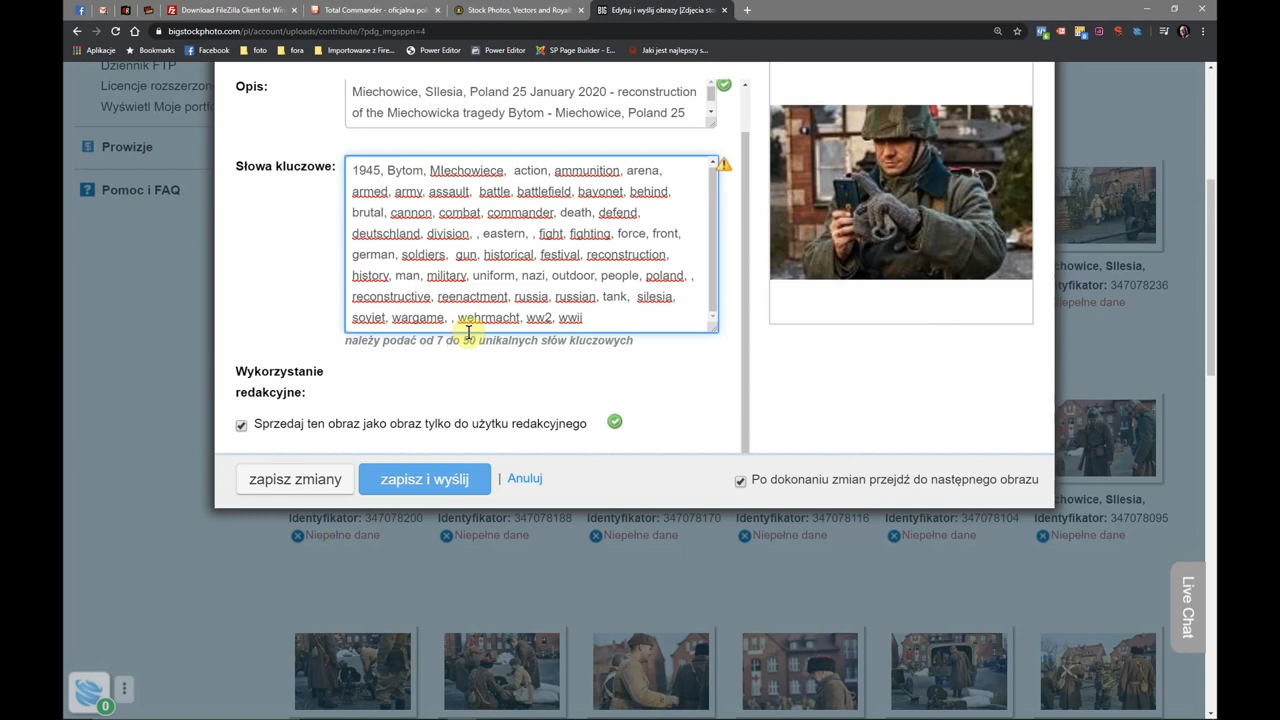 Download FileZilla Client for Win
Total Commander - oficjalna pol
Stock Photos, Vectors and Royalt
BIG Edytuj i wyślij obrazy |Zdjęcia sto
bigstockphoto.com/pl/account/uploads/contribute/?pdg_imgsppn=4
Aplikacje
Bookmarks
Facebook
foto
fora
Importowane z Fire...
Power Editor
Power Editor
SP Page Builder - E...
Jaki jest najlepszy s...
Dziennik FTP
Licencje rozszerzon
Wyświetl Moje portfo
Prowizje
Pomoc i FAQ
Opis:
Miechowice, SIlesia, Poland 25 January 2020 - reconstruction
of the Miechowicka tragedy Bytom - Miechowice, Poland 25
Słowa kluczowe:
1945, Bytom, MIechowiece,  action, ammunition, arena,
armed, army, assault,  battle, battlefield, bayonet, behind,
brutal, cannon, combat, commander, death, defend,
deutschland, division, , eastern, , fight, fighting, force, front,
german, soldiers,  gun, historical, festival, reconstruction,
history, man, military, uniform, nazi, outdoor, people, poland, ,
reconstructive, reenactment, russia, russian, tank,  silesia,
soviet, wargame, , wehrmacht, ww2, wwii
należy podać od 7 do 50 unikalnych słów kluczowych
Wykorzystanie
redakcyjne:
Sprzedaj ten obraz jako obraz tylko do użytku redakcyjnego
zapisz zmiany
zapisz i wyślij
| Anuluj
Po dokonaniu zmian przejdź do następnego obrazu
chowice, SIlesia,
Identyfikator: 347078236
Niepełne dane
chowice, SIlesia,
Identyfikator: 347078200
Identyfikator: 347078188
Identyfikator: 347078170
Identyfikator: 347078116
Identyfikator: 347078104
Identyfikator: 347078095
Niepełne dane
Niepełne dane
Niepełne dane
Niepełne dane
Niepełne dane
Niepełne dane
Live Chat
0